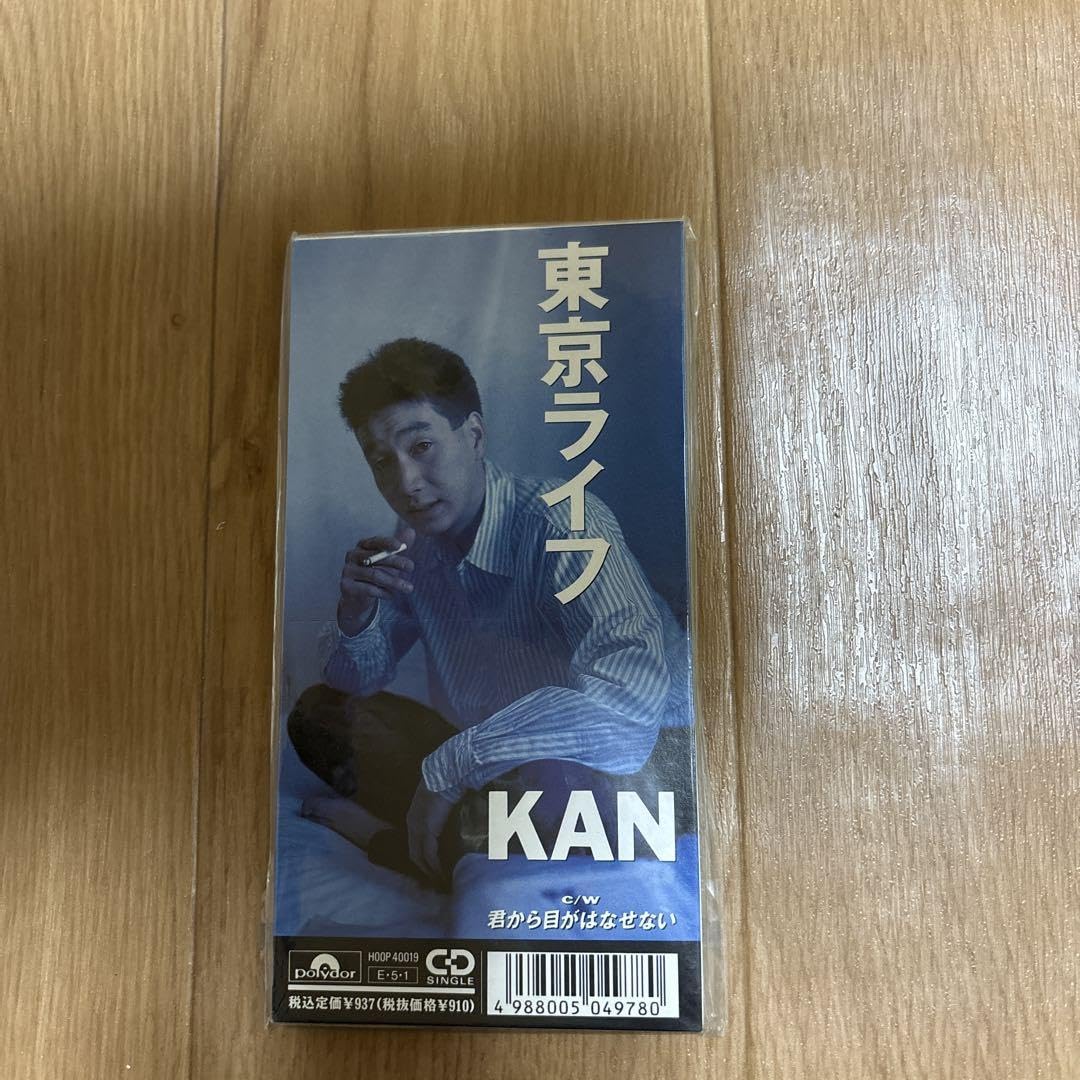 東京ライフ
KAN
C/W
君から目がはなせない
polydor
H00P 40019
E・5・1
CD
SINGLE
税込定価¥937(税抜価格¥910)
4 988005 049780